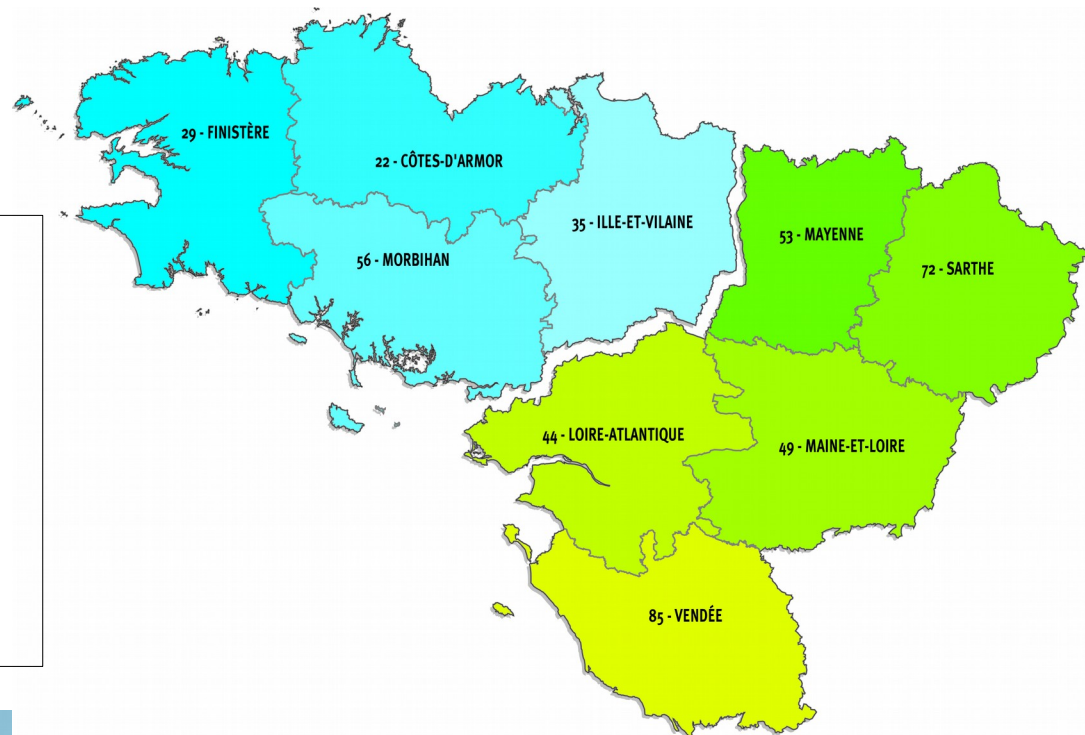 29 - FINISTÈRE
22 - CÔTES-D'ARMOR
35 - ILLE-ET-VILAINE
56 - MORBIHAN
53 - MAYENNE
72 - SARTHE
44 - LOIRE-ATLANTIQUE
49 - MAINE-ET-LOIRE
85 - VENDÉE